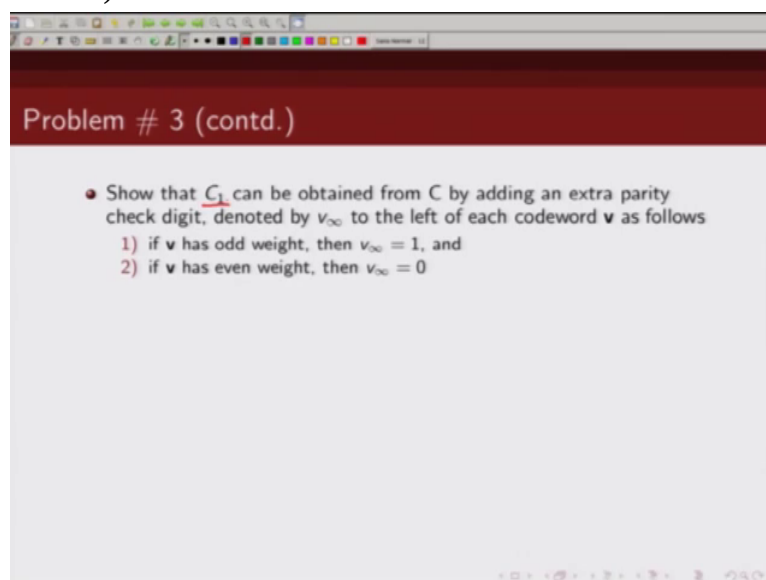 Problem # 3 (contd.)
Show that C₁ can be obtained from C by adding an extra parity
check digit, denoted by v∞ to the left of each codeword v as follows
1) if v has odd weight, then v∞ = 1, and
2) if v has even weight, then v∞ = 0